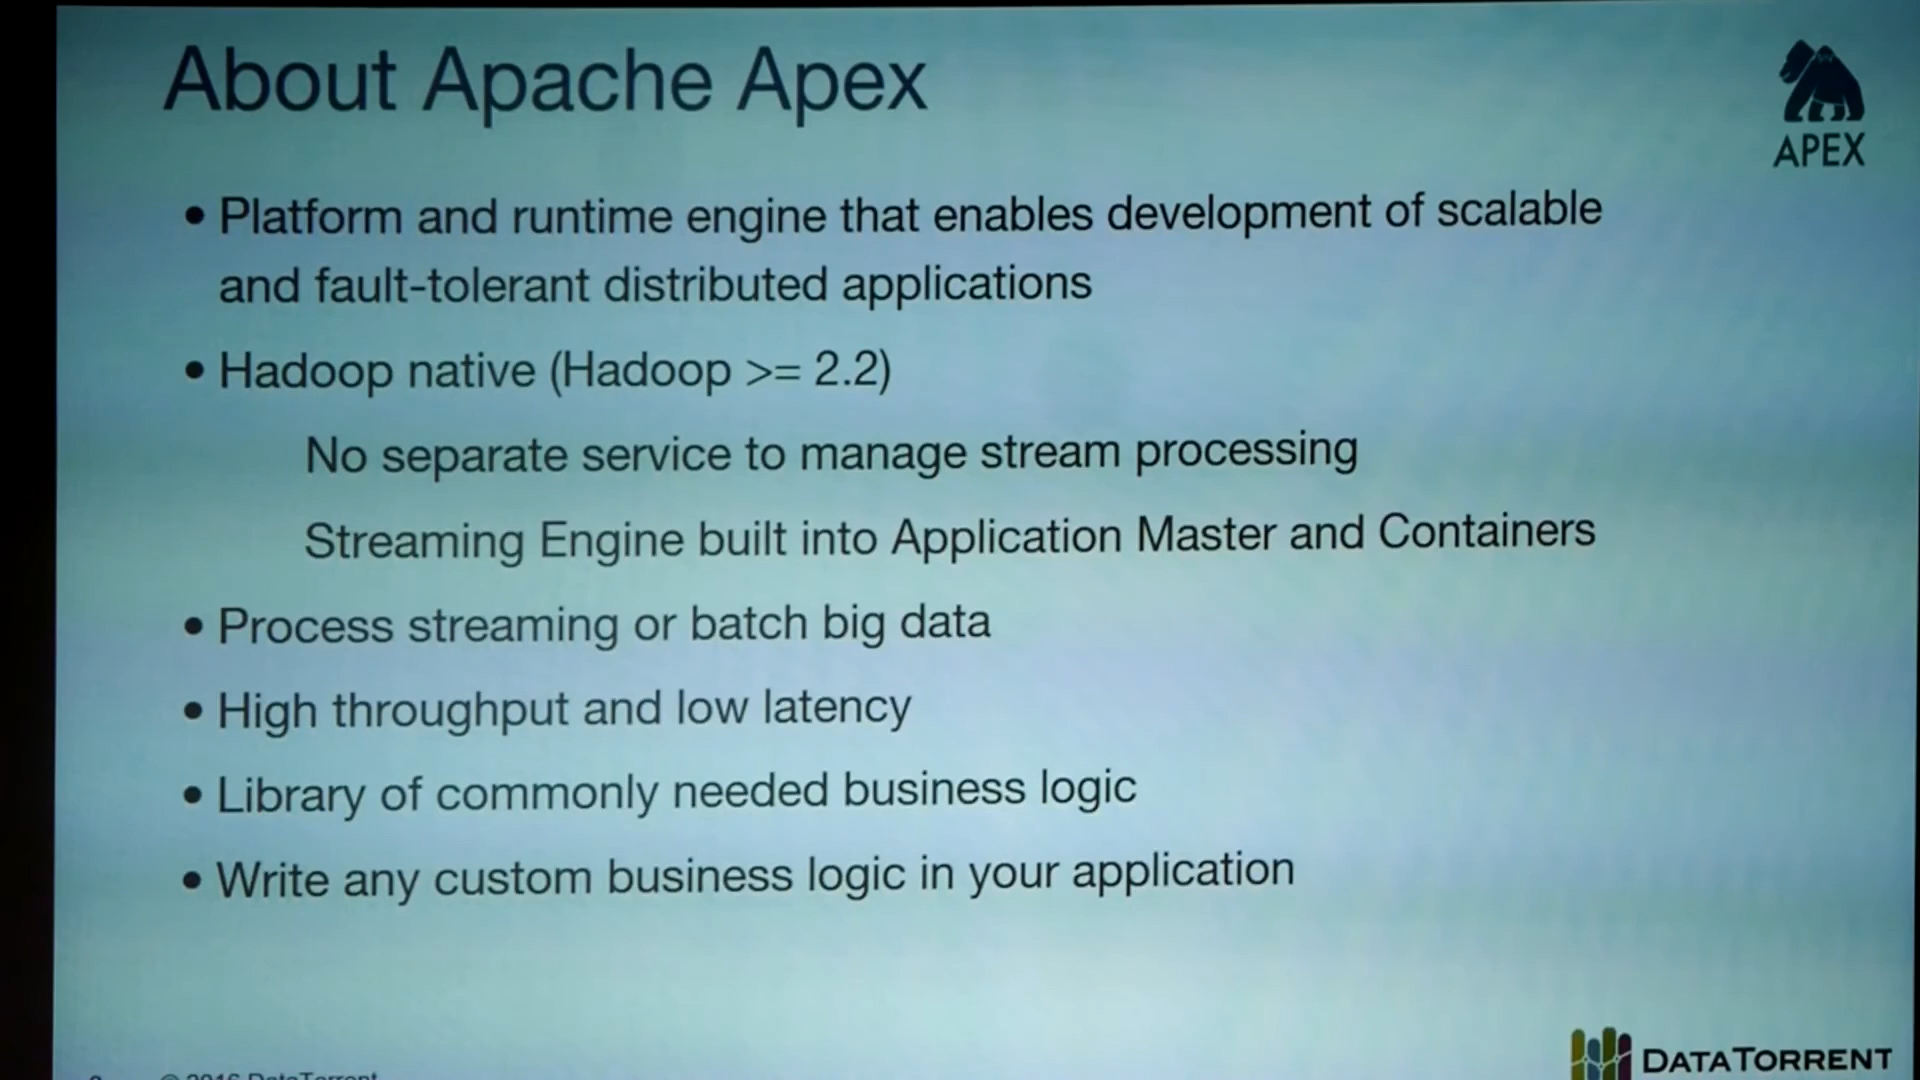 About Apache Apex
APEX
• Platform and runtime engine that enables development of scalable
and fault-tolerant distributed applications
• Hadoop native (Hadoop >= 2.2)
No separate service to manage stream processing
Streaming Engine built into Application Master and Containers
• Process streaming or batch big data
• High throughput and low latency
• Library of commonly needed business logic
• Write any custom business logic in your application
© 2016 DataTorrent
DATATORRENT